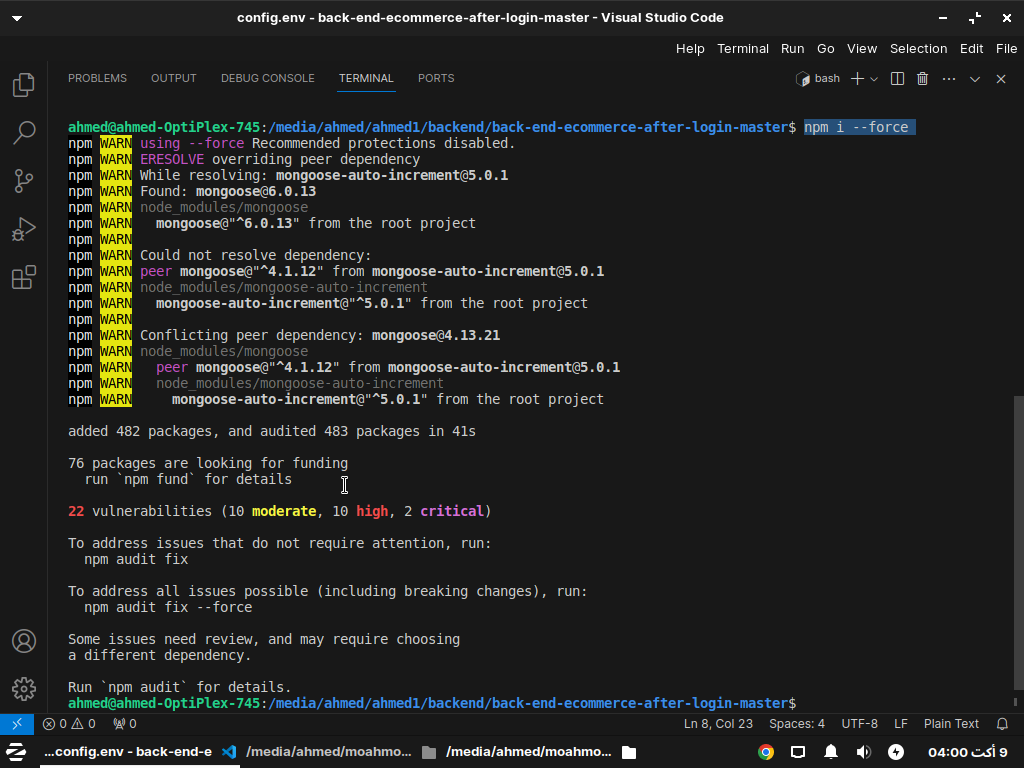 config.env - back-end-ecommerce-after-login-master - Visual Studio Code
Help Terminal Run Go View Selection Edit File
PROBLEMS OUTPUT DEBUG CONSOLE TERMINAL PORTS bash
ahmed@ahmed-OptiPlex-745:/media/ahmed/ahmed1/backend/back-end-ecommerce-after-login-master$ npm i --force
npm WARN using --force Recommended protections disabled.
npm WARN ERESOLVE overriding peer dependency
npm WARN While resolving: mongoose-auto-increment@5.0.1
npm WARN Found: mongoose@6.0.13
npm WARN node_modules/mongoose
npm WARN   mongoose@"^6.0.13" from the root project
npm WARN
npm WARN Could not resolve dependency:
npm WARN peer mongoose@"^4.1.12" from mongoose-auto-increment@5.0.1
npm WARN node_modules/mongoose-auto-increment
npm WARN   mongoose-auto-increment@"^5.0.1" from the root project
npm WARN
npm WARN Conflicting peer dependency: mongoose@4.13.21
npm WARN node_modules/mongoose
npm WARN   peer mongoose@"^4.1.12" from mongoose-auto-increment@5.0.1
npm WARN   node_modules/mongoose-auto-increment
npm WARN     mongoose-auto-increment@"^5.0.1" from the root project
added 482 packages, and audited 483 packages in 41s
76 packages are looking for funding
  run `npm fund` for details
22 vulnerabilities (10 moderate, 10 high, 2 critical)
To address issues that do not require attention, run:
  npm audit fix
To address all issues possible (including breaking changes), run:
  npm audit fix --force
Some issues need review, and may require choosing
a different dependency.
Run `npm audit` for details.
ahmed@ahmed-OptiPlex-745:/media/ahmed/ahmed1/backend/back-end-ecommerce-after-login-master$
0 0 0 Ln 8, Col 23 Spaces: 4 UTF-8 LF Plain Text
...config.env - back-end-e /media/ahmed/moahmo... /media/ahmed/moahmo... 9 أكت 04:00